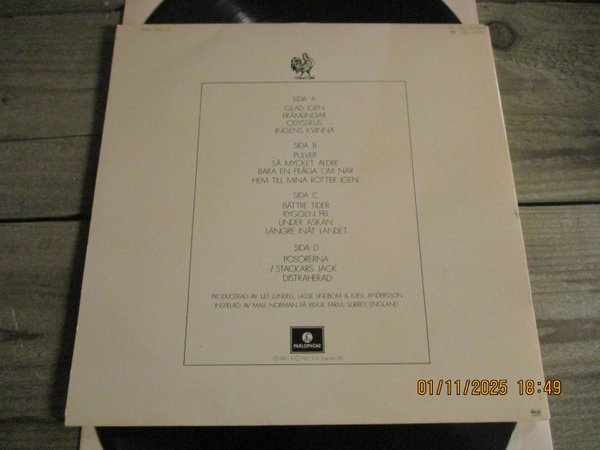 SIDA A
GLAD IGEN
FRÄMLINGAR
ODYSSEUS
INGENS KVINNA
SIDA B
PULVER
SÅ MYCKET ÄLDRE
BARA EN FRÅGA OM NÄR
HEM TILL MINA RÖTTER IGEN
SIDA C
BÄTTRE TIDER
RYGGEN FRI
UNDER ASKAN
LÄNGRE INÅT LANDET
SIDA D
POSÖRERNA
/STACKARS JACK
DISTRAHERAD
PRODUCERAD AV ULF LUNDELL, LASSE LINDBOM & KJELL ANDERSSON
INSPELAD AV MAX NORMAN PÅ RIDGE FARM, SURREY, ENGLAND
PARLOPHONE
01/11/2025 18:49